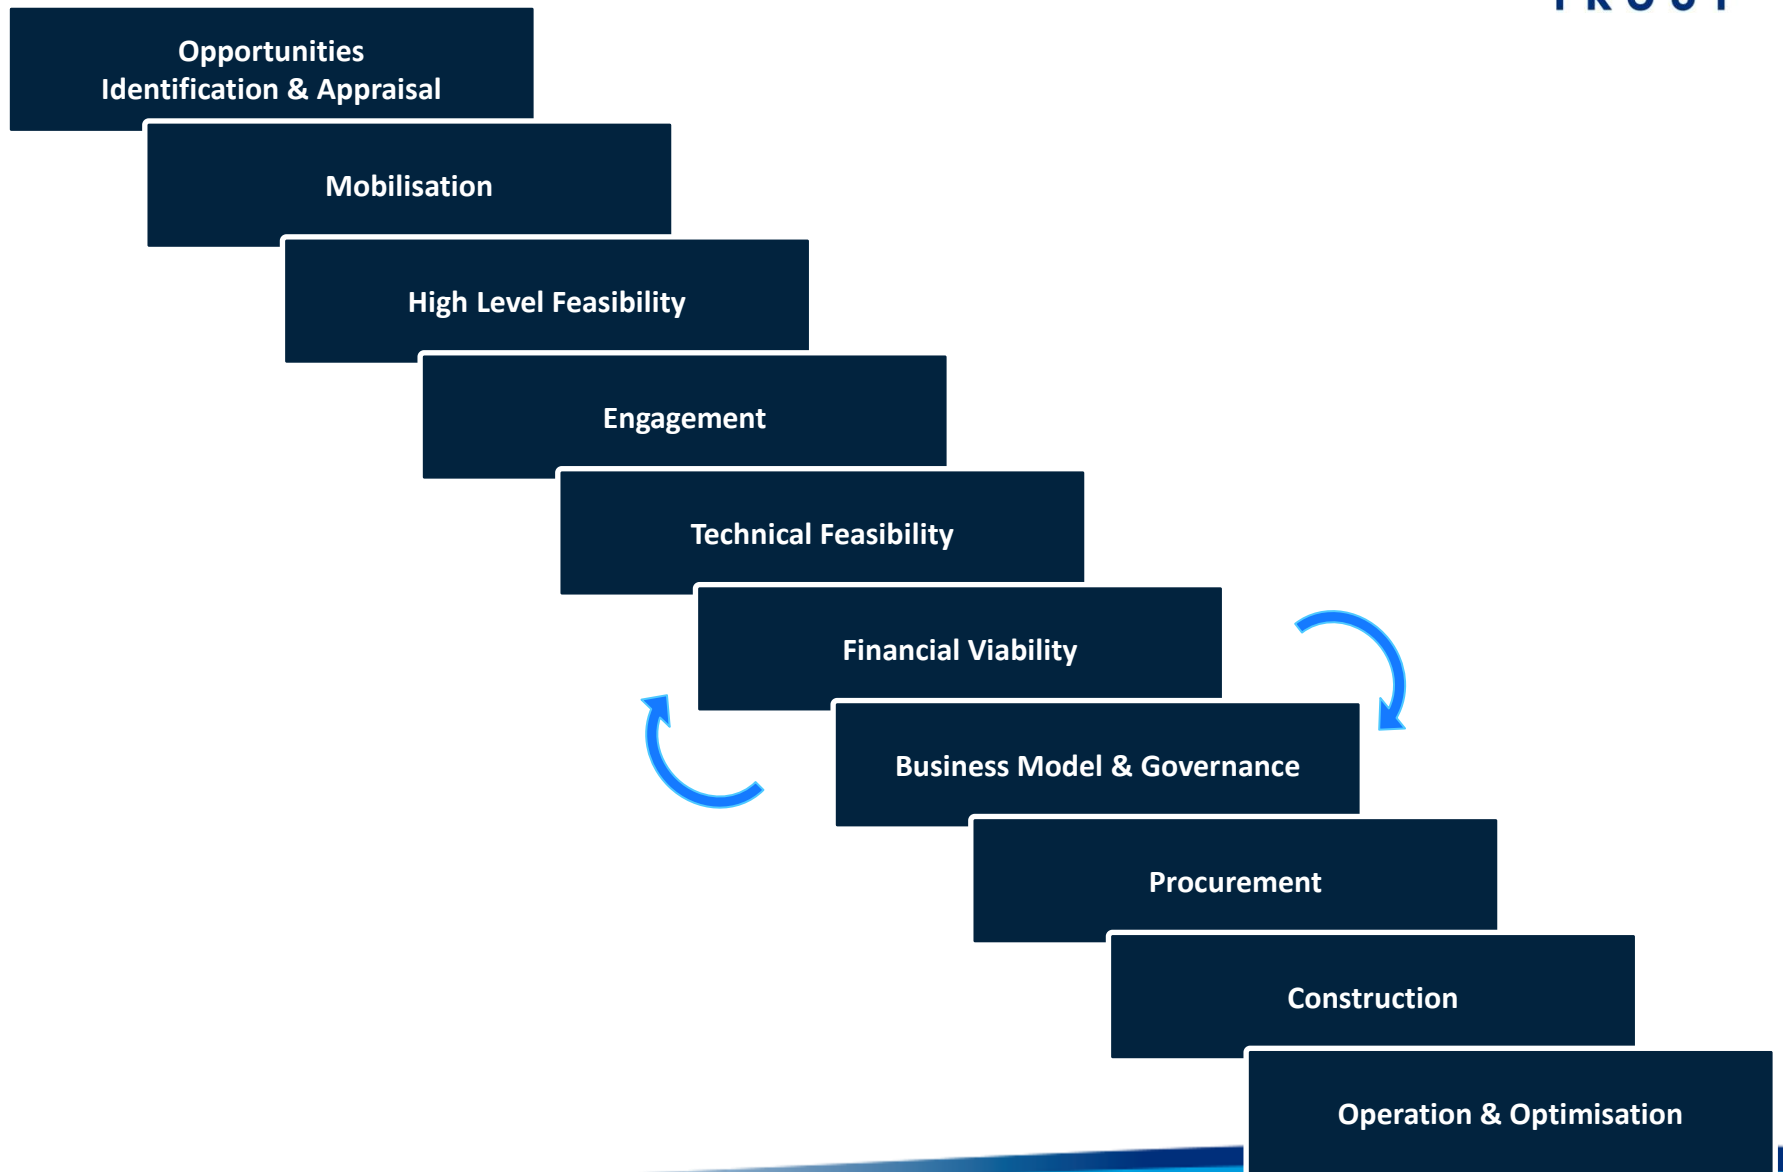 TRUST
Opportunities
Identification & Appraisal
Mobilisation
High Level Feasibility
Engagement
Technical Feasibility
Financial Viability
Business Model & Governance
Procurement
Construction
Operation & Optimisation